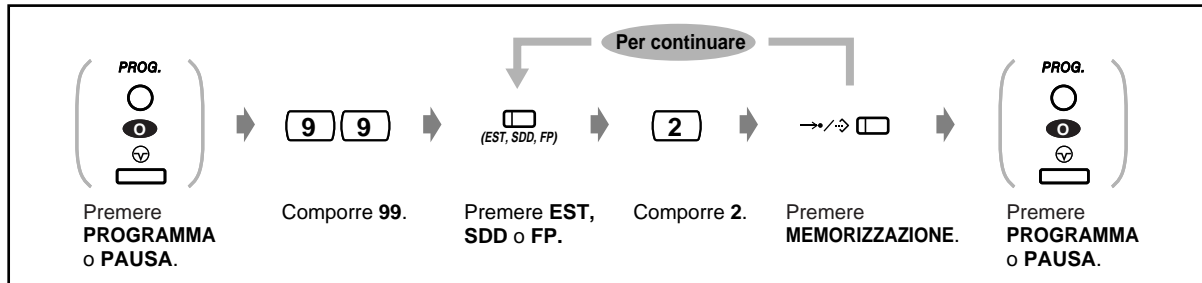 Per continuare
PROG.
O
9 9
(EST, SDD, FP)
2
PROG.
O
Premere
PROGRAMMA
o PAUSA.
Comporre 99.
Premere EST,
SDD o FP.
Comporre 2.
Premere
MEMORIZZAZIONE.
Premere
PROGRAMMA
o PAUSA.